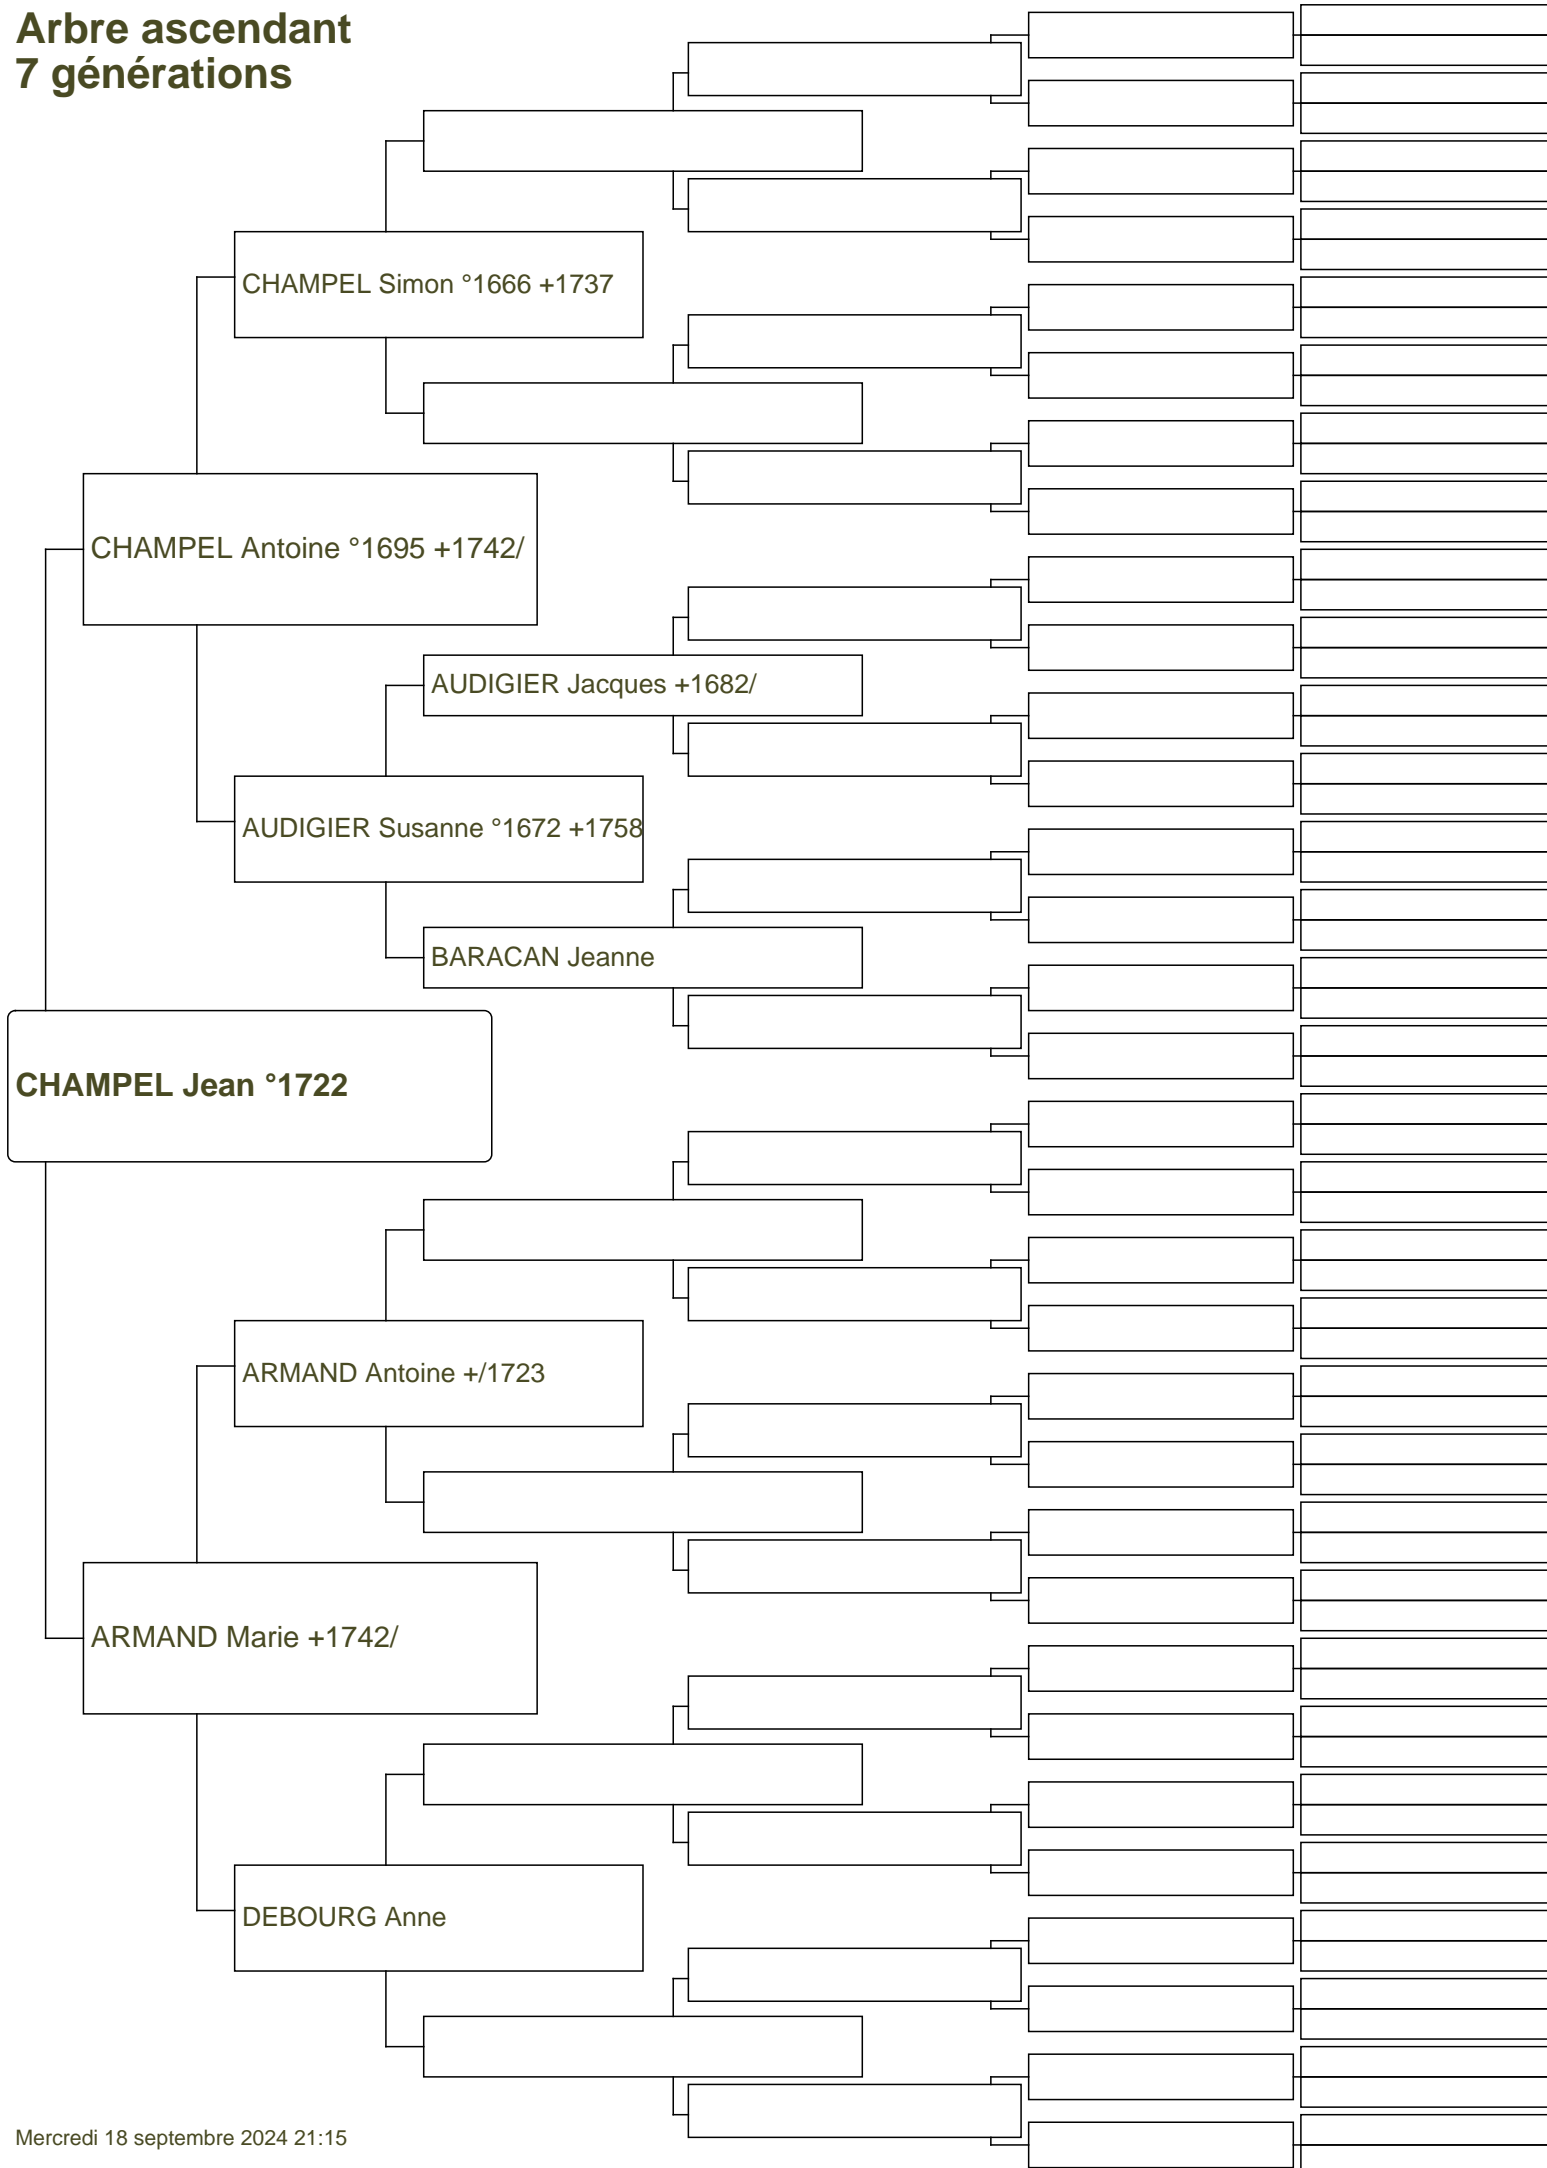 Arbre ascendant
7 générations
CHAMPEL Simon °1666 +1737
CHAMPEL Antoine °1695 +1742/
AUDIGIER Jacques +1682/
AUDIGIER Susanne °1672 +1758
BARACAN Jeanne
CHAMPEL Jean °1722
ARMAND Antoine +/1723
ARMAND Marie +1742/
DEBOURG Anne
Mercredi 18 septembre 2024 21:15